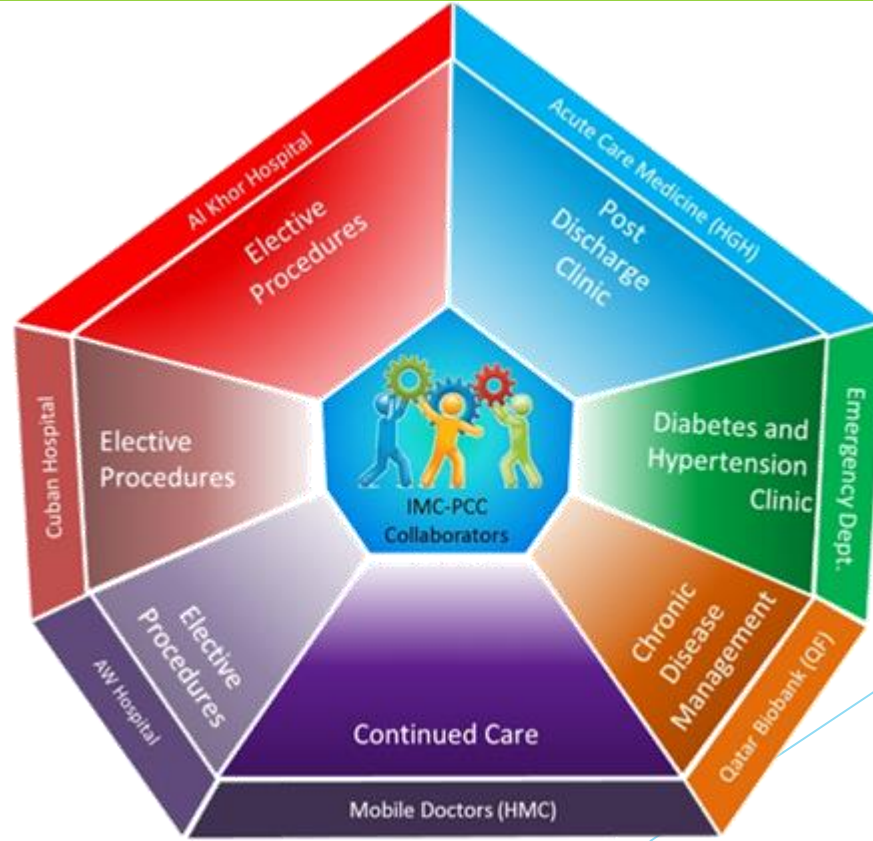 Al Khor Hospital
Elective
Procedures
Acute Care Medicine (HGH)
Post
Discharge
Clinic
Emergency Dept.
Diabetes and
Hypertension
Clinic
Qatar Biobank (QF)
Chronic
Disease
Management
Mobile Doctors (HMC)
Continued Care
AW Hospital
Elective
Procedures
Cuban Hospital
Elective
Procedures
IMC-PCC
Collaborators